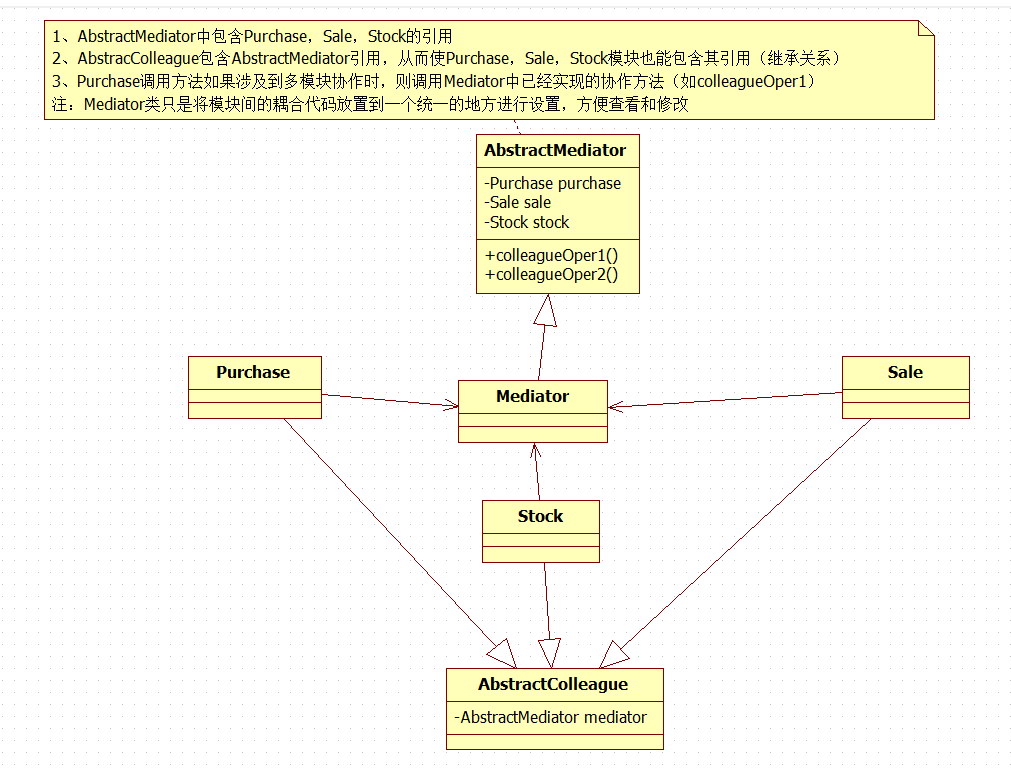 1、AbstractMediator中包含Purchase，Sale，Stock的引用
2、AbstracColleague包含AbstractMediator引用，从而使Purchase，Sale，Stock模块也能包含其引用（继承关系）
3、Purchase调用方法如果涉及到多模块协作时，则调用Mediator中已经实现的协作方法（如colleagueOper1）
注：Mediator类只是将模块间的耦合代码放置到一个统一的地方进行设置，方便查看和修改
AbstractMediator
-Purchase purchase
-Sale sale
-Stock stock
+colleagueOper1()
+colleagueOper2()
Purchase
Sale
Mediator
Stock
AbstractColleague
-AbstractMediator mediator